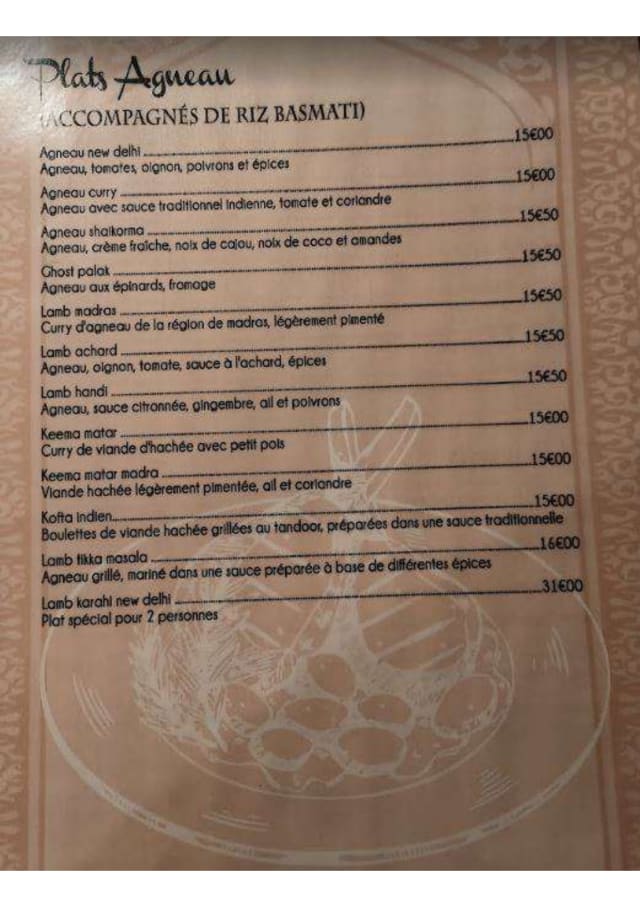 Plats Agneau
(ACCOMPAGNÉS DE RIZ BASMATI)
Agneau new delhi 15€00
Agneau, tomates, oignon, poivrons et épices
Agneau curry 15€00
Agneau avec sauce traditionnel indienne, tomate et coriandre
Agneau shaikorma 15€50
Agneau, crème fraîche, noix de cajou, noix de coco et amandes
Ghost palak 15€50
Agneau aux épinards, fromage
Lamb madras 15€50
Curry d'agneau de la région de madras, légèrement pimenté
Lamb achard 15€50
Agneau, oignon, tomate, sauce à l'achard, épices
Lamb handi 15€50
Agneau, sauce citronnée, gingembre, ail et poivrons
Keema matar 15€00
Curry de viande d'hachée avec petit pois
Keema matar madra 15€00
Viande hachée légèrement pimentée, ail et coriandre
Kofta indien 15€00
Boulettes de viande hachée grillées au tandoor, préparées dans une sauce traditionnelle
Lamb tikka masala 16€00
Agneau grillé, mariné dans une sauce préparée à base de différentes épices
Lamb karahi new delhi 31€00
Plat spécial pour 2 personnes